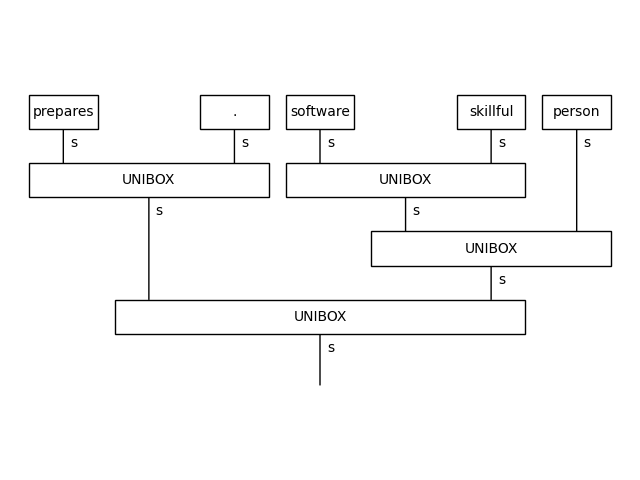 prepares . software skillful person
s s s s s
UNIBOX UNIBOX
s s
UNIBOX
s
UNIBOX
s